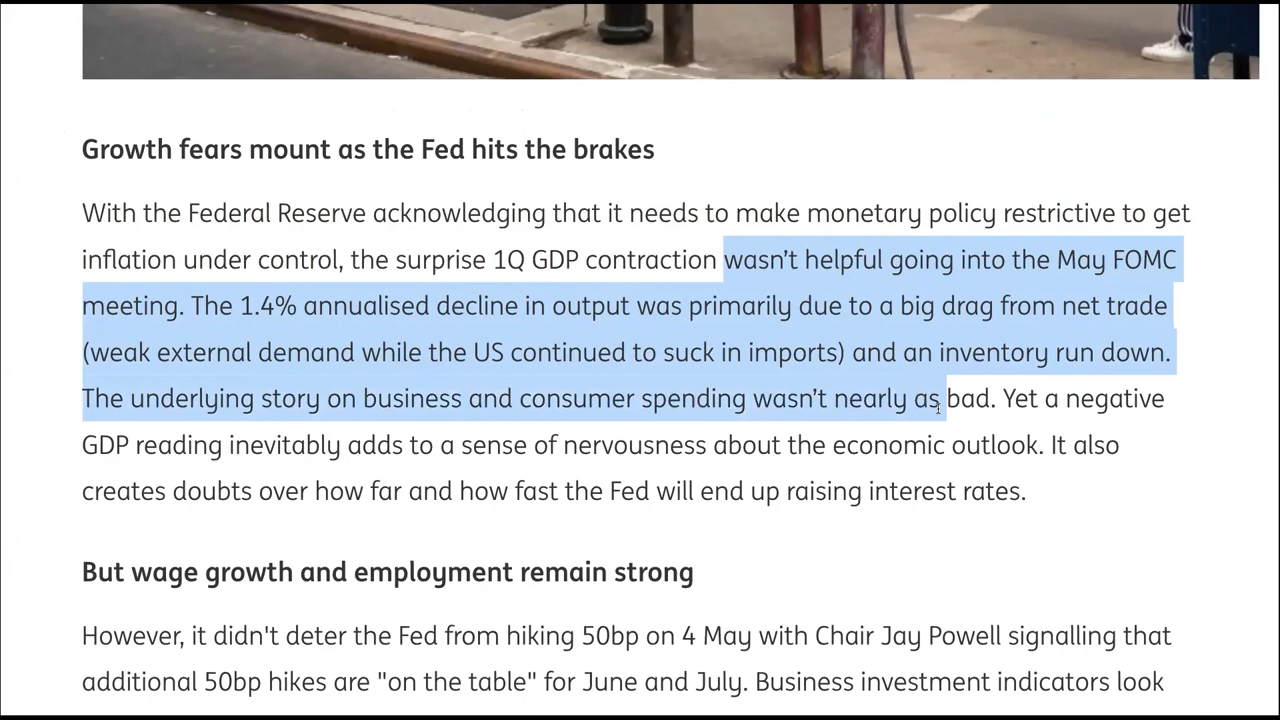 Growth fears mount as the Fed hits the brakes
With the Federal Reserve acknowledging that it needs to make monetary policy restrictive to get
inflation under control, the surprise 1Q GDP contraction wasn’t helpful going into the May FOMC
meeting. The 1.4% annualised decline in output was primarily due to a big drag from net trade
(weak external demand while the US continued to suck in imports) and an inventory run down.
The underlying story on business and consumer spending wasn’t nearly as bad. Yet a negative
GDP reading inevitably adds to a sense of nervousness about the economic outlook. It also
creates doubts over how far and how fast the Fed will end up raising interest rates.
But wage growth and employment remain strong
However, it didn't deter the Fed from hiking 50bp on 4 May with Chair Jay Powell signalling that
additional 50bp hikes are "on the table" for June and July. Business investment indicators look